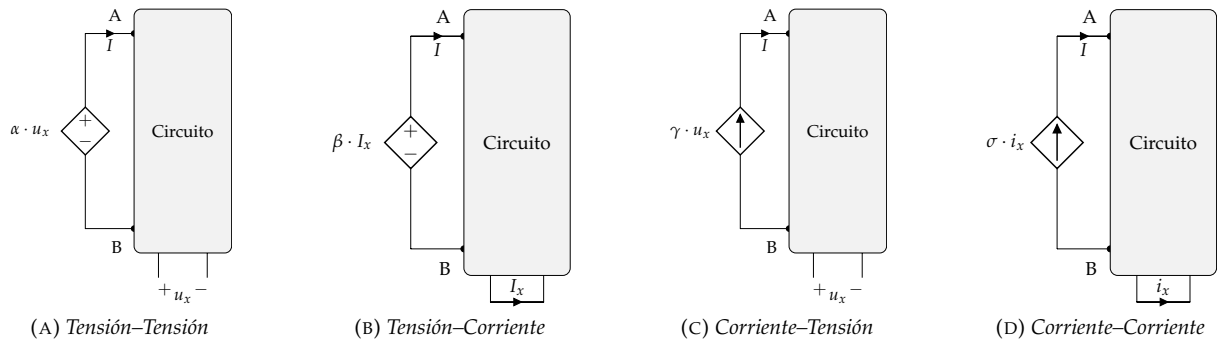 A
I
α · u_x
+
−
Circuito
B
+ u_x −
(A) Tensión–Tensión
A
I
β · I_x
+
−
Circuito
B
I_x
(B) Tensión–Corriente
A
I
γ · u_x
Circuito
B
+ u_x −
(C) Corriente–Tensión
A
I
σ · i_x
Circuito
B
i_x
(D) Corriente–Corriente